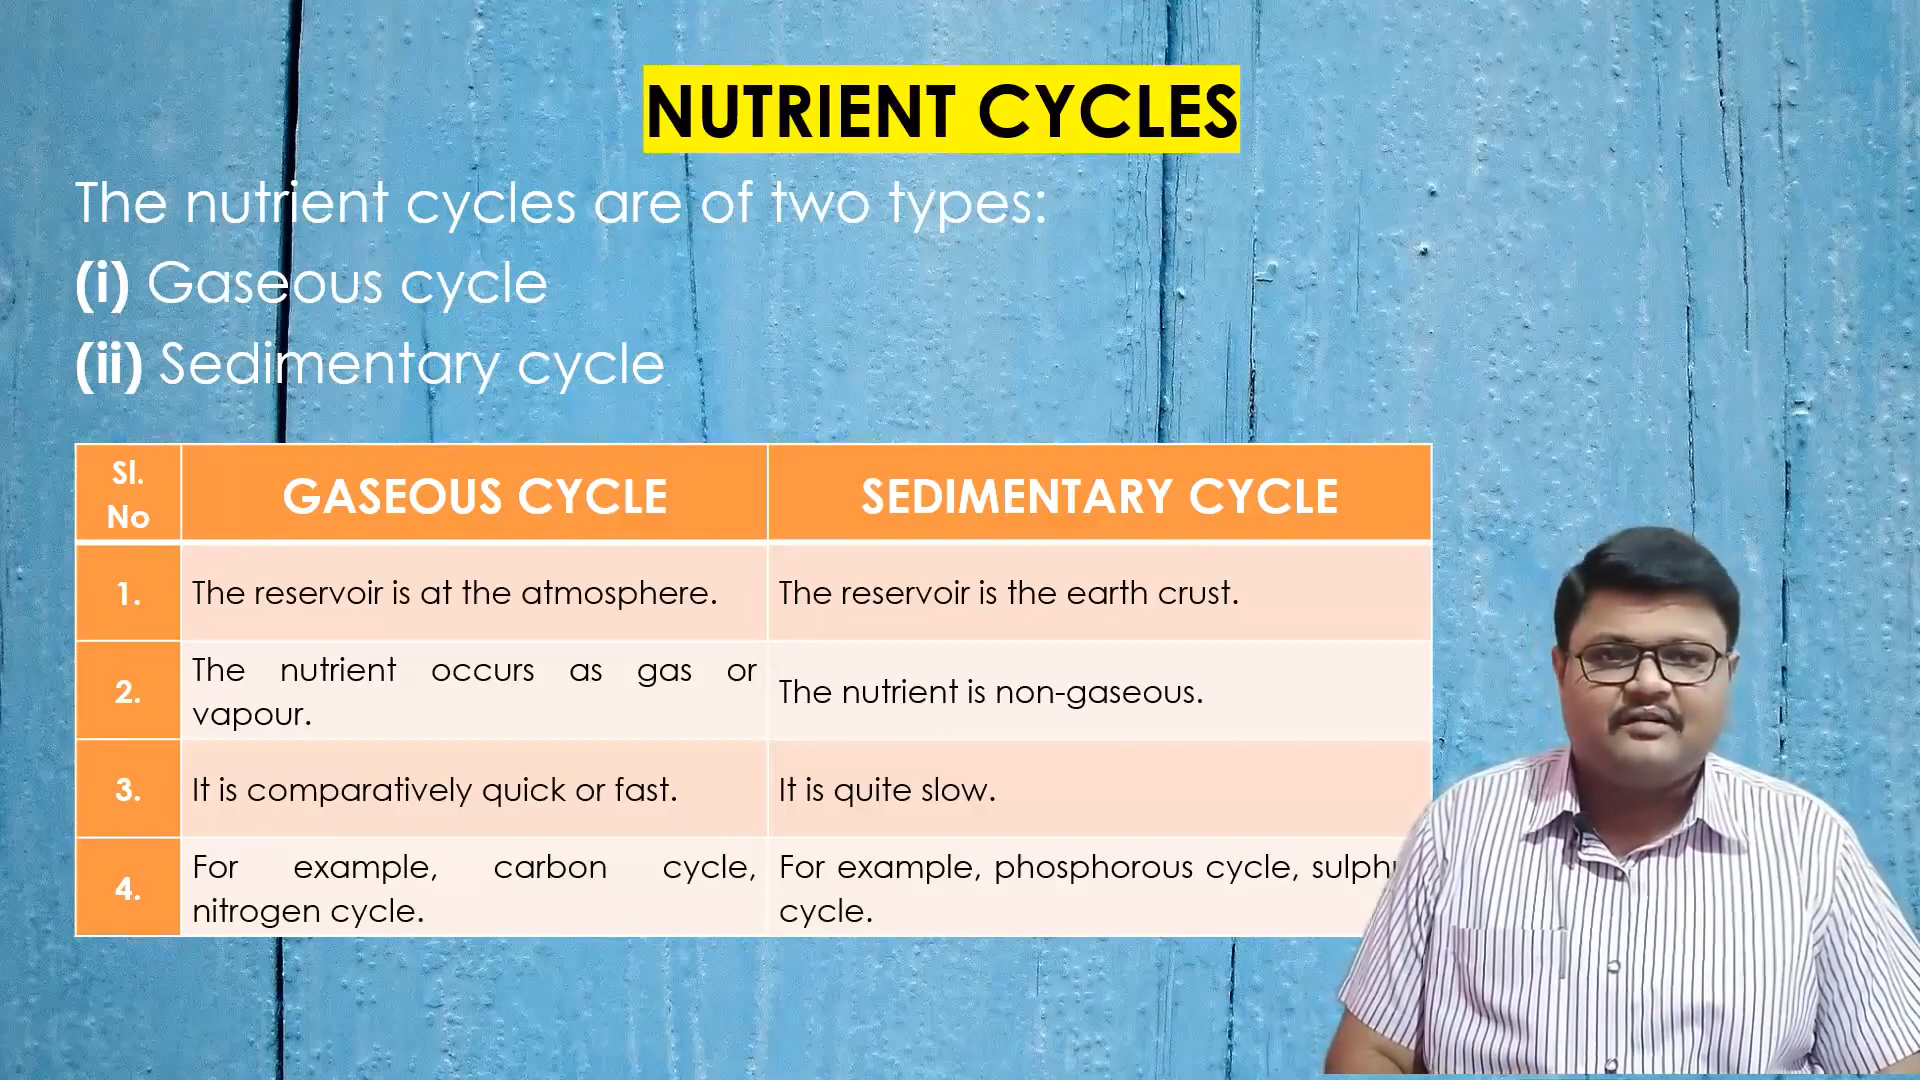 NUTRIENT CYCLES
The nutrient cycles are of two types:
(i) Gaseous cycle
(ii) Sedimentary cycle
Sl. No
GASEOUS CYCLE
SEDIMENTARY CYCLE
1.
The reservoir is at the atmosphere.
The reservoir is the earth crust.
2.
The nutrient occurs as gas or
vapour.
The nutrient is non-gaseous.
3.
It is comparatively quick or fast.
It is quite slow.
4.
For example, carbon cycle,
nitrogen cycle.
For example, phosphorous cycle,
cycle.